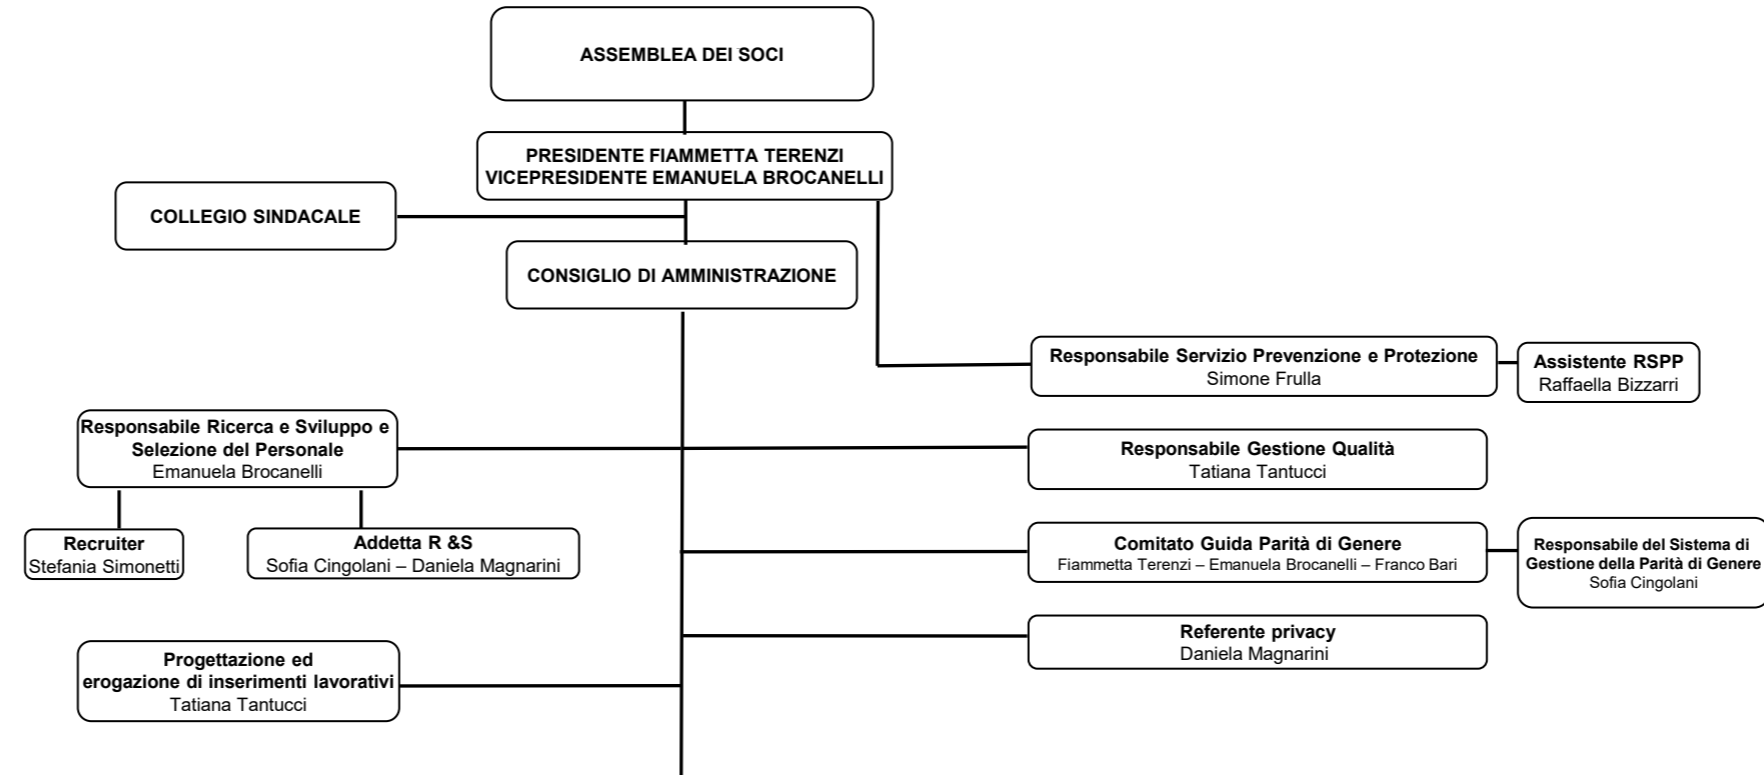 ASSEMBLEA DEI SOCI
PRESIDENTE FIAMMETTA TERENZI
VICEPRESIDENTE EMANUELA BROCANELLI
COLLEGIO SINDACALE
CONSIGLIO DI AMMINISTRAZIONE
Responsabile Servizio Prevenzione e Protezione
Simone Frulla
Assistente RSPP
Raffaella Bizzarri
Responsabile Ricerca e Sviluppo e
Selezione del Personale
Emanuela Brocanelli
Responsabile Gestione Qualità
Tatiana Tantucci
Recruiter
Stefania Simonetti
Addetta R &S
Sofia Cingolani – Daniela Magnarini
Comitato Guida Parità di Genere
Fiammetta Terenzi – Emanuela Brocanelli – Franco Bari
Responsabile del Sistema di
Gestione della Parità di Genere
Sofia Cingolani
Referente privacy
Daniela Magnarini
Progettazione ed
erogazione di inserimenti lavorativi
Tatiana Tantucci